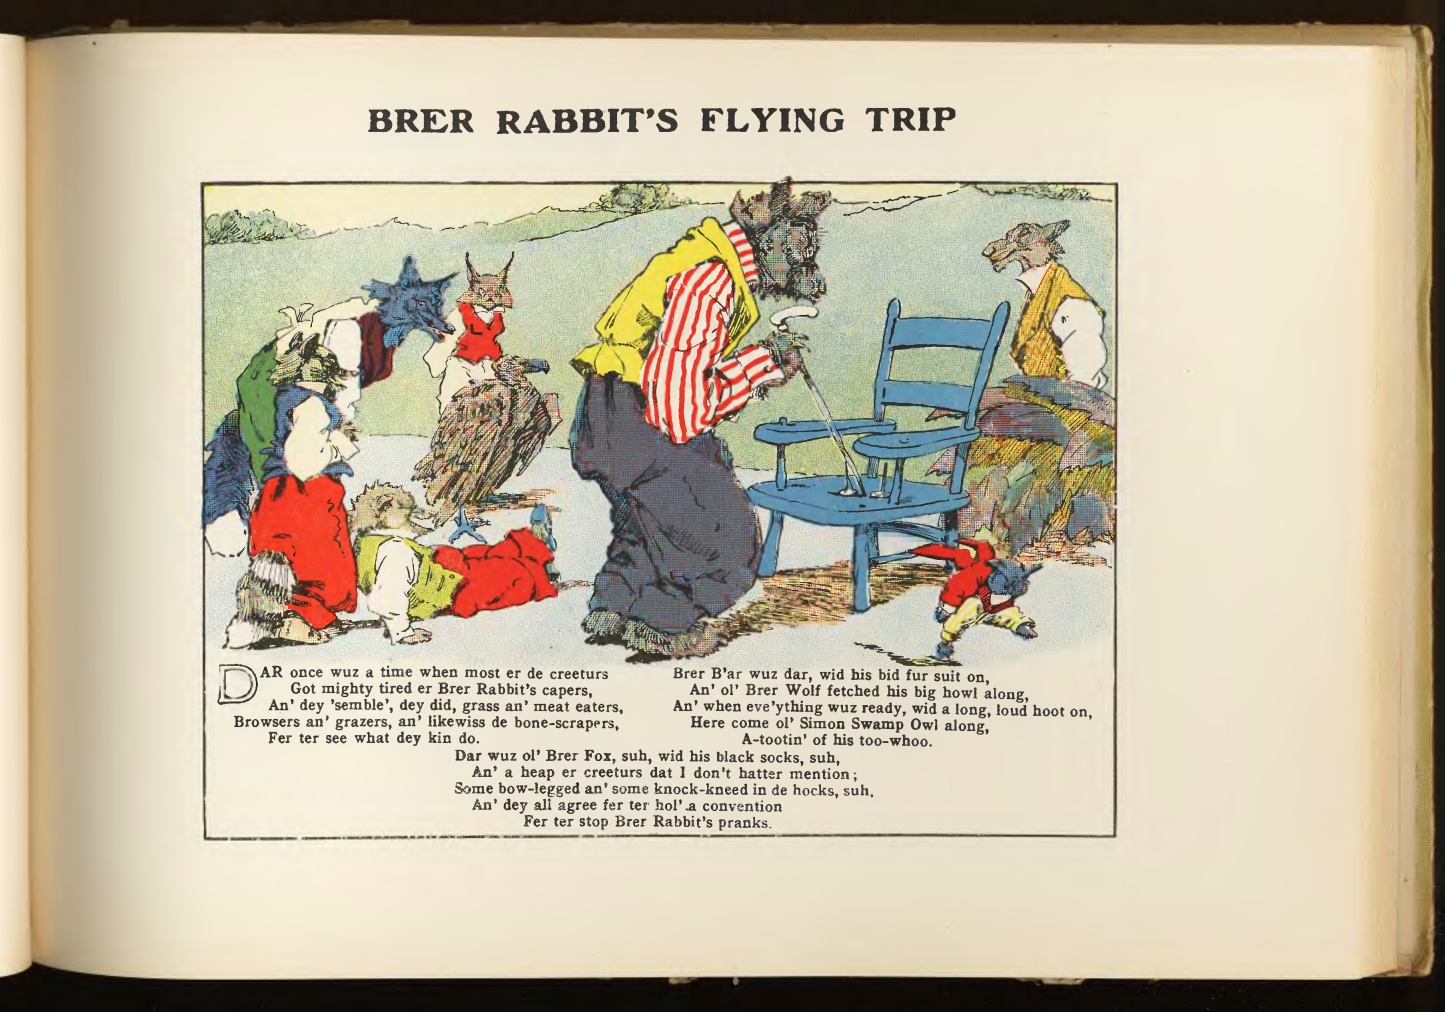 BRER RABBIT'S FLYING TRIP
DAR once wuz a time when most er de creeturs
Got mighty tired er Brer Rabbit's capers,
An' dey 'semble', dey did, grass an' meat eaters,
Browsers an' grazers, an' likewiss de bone-scrapers,
Fer ter see what dey kin do.
Brer B'ar wuz dar, wid his bid fur suit on,
An' ol' Brer Wolf fetched his big howl along,
An' when eve'ything wuz ready, wid a long, loud hoot on,
Here come ol' Simon Swamp Owl along,
A-tootin' of his too-whoo.
Dar wuz ol' Brer Fox, suh, wid his black socks, suh,
An' a heap er creeturs dat I don't hatter mention;
Some bow-legged an' some knock-kneed in de hocks, suh,
An' dey all agree fer ter hol' a convention
Fer ter stop Brer Rabbit's pranks.